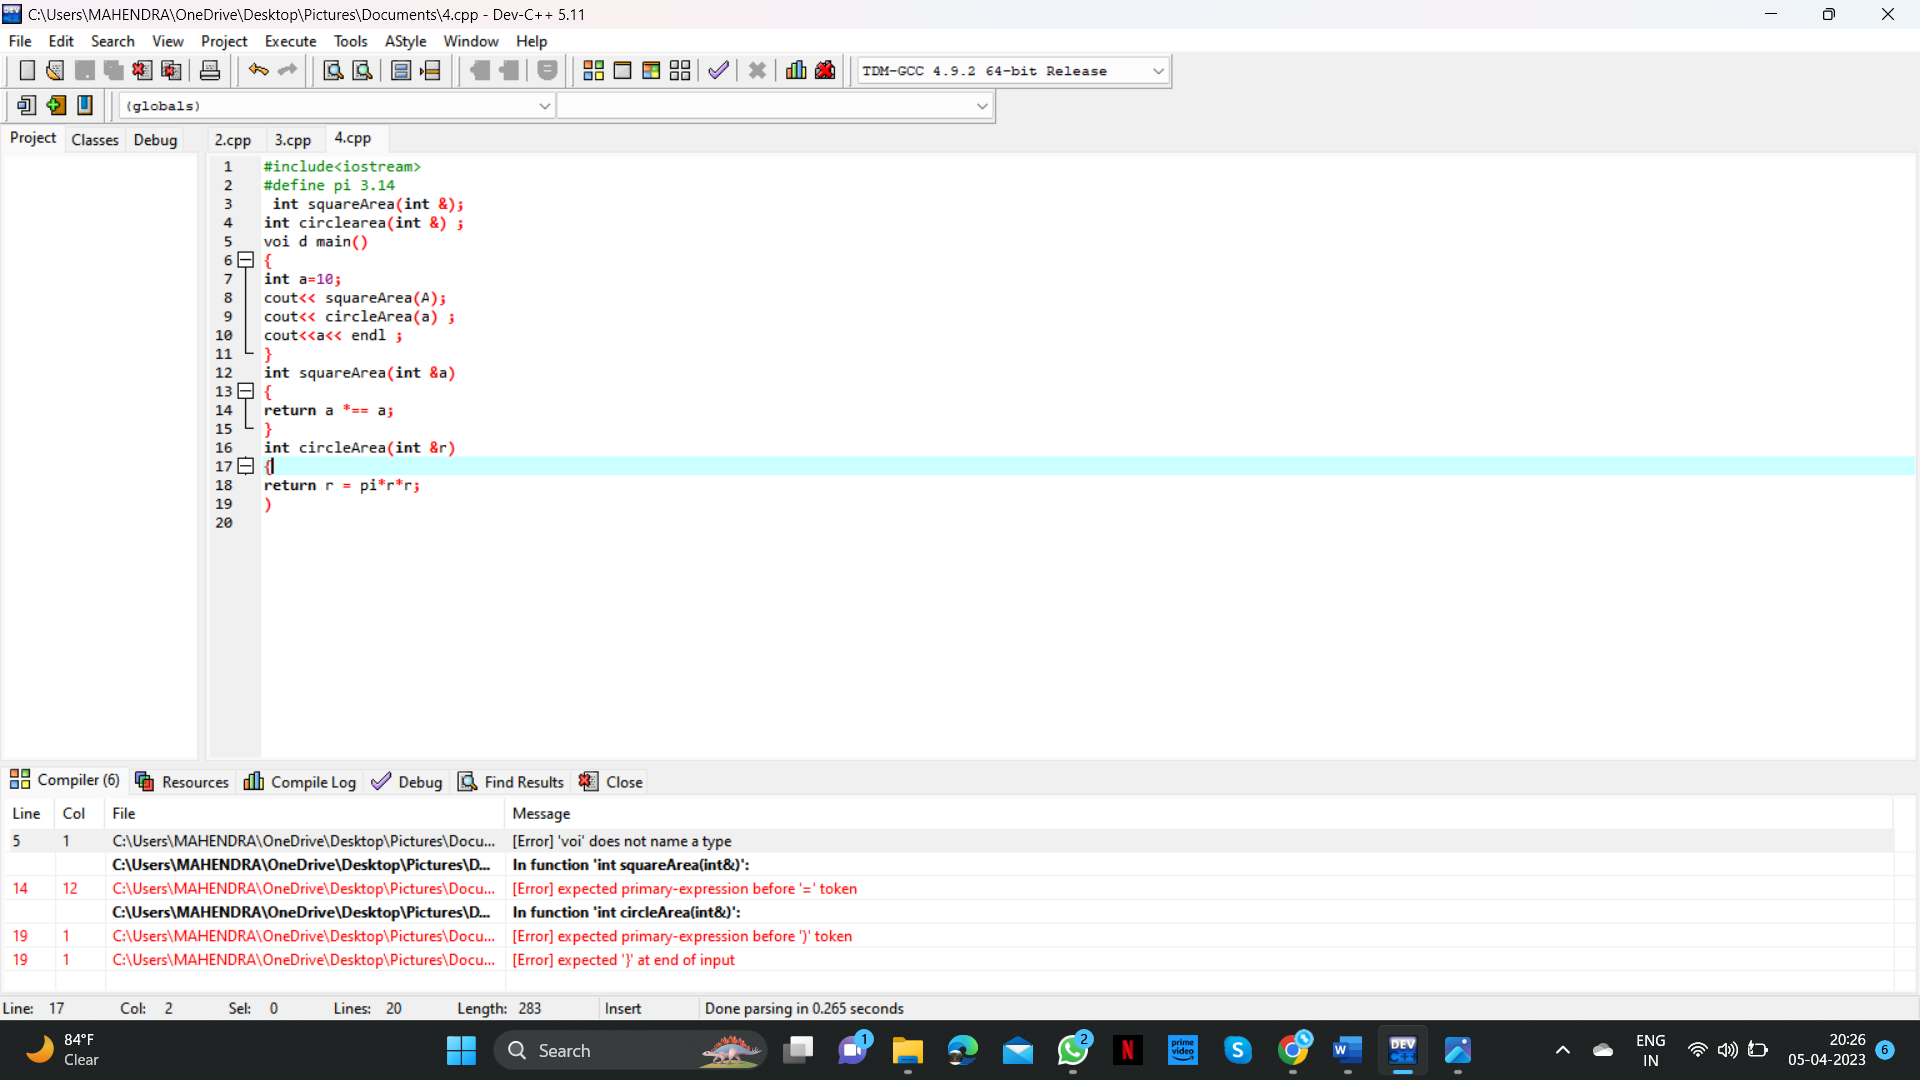 C:\Users\MAHENDRA\OneDrive\Desktop\Pictures\Documents\4.cpp - Dev-C++ 5.11
File Edit Search View Project Execute Tools AStyle Window Help
TDM-GCC 4.9.2 64-bit Release
(globals)
Project Classes Debug 2.cpp 3.cpp 4.cpp
1 #include<iostream>
2 #define pi 3.14
3 int squareArea(int &);
4 int circlearea(int &) ;
5 voi d main()
6 {
7 int a=10;
8 cout<< squareArea(A);
9 cout<< circleArea(a) ;
10 cout<<a<< endl ;
11 }
12 int squareArea(int &a)
13 {
14 return a *== a;
15 }
16 int circleArea(int &r)
17 {
18 return r = pi*r*r;
19 )
20
Compiler (6) Resources Compile Log Debug Find Results Close
Line Col File Message
5 1 C:\Users\MAHENDRA\OneDrive\Desktop\Pictures\Docu... [Error] 'voi' does not name a type
C:\Users\MAHENDRA\OneDrive\Desktop\Pictures\D... In function 'int squareArea(int&)':
14 12 C:\Users\MAHENDRA\OneDrive\Desktop\Pictures\Docu... [Error] expected primary-expression before '=' token
C:\Users\MAHENDRA\OneDrive\Desktop\Pictures\D... In function 'int circleArea(int&)':
19 1 C:\Users\MAHENDRA\OneDrive\Desktop\Pictures\Docu... [Error] expected primary-expression before ')' token
19 1 C:\Users\MAHENDRA\OneDrive\Desktop\Pictures\Docu... [Error] expected '}' at end of input
Line: 17 Col: 2 Sel: 0 Lines: 20 Length: 283 Insert Done parsing in 0.265 seconds
84°F
Clear
Search
1
2
N
prime video
S
W
DEV C++
ENG
IN
20:26
05-04-2023
6